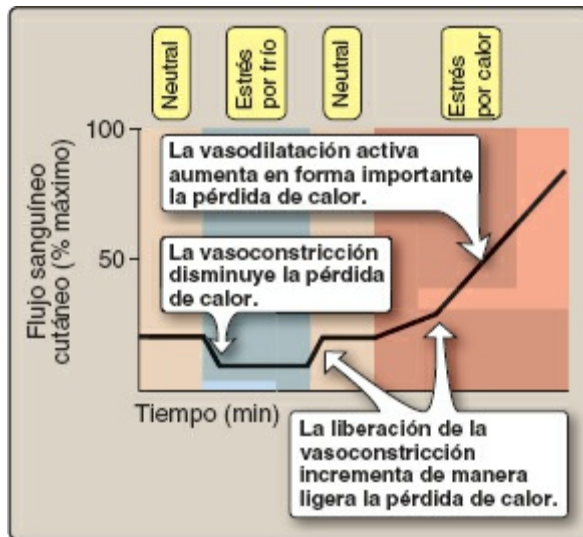 Neutral
Estrés
por frío
Neutral
Estrés
por calor
100
50
Flujo sanguíneo
cutáneo (% máximo)
La vasodilatación activa
aumenta en forma importante
la pérdida de calor.
La vasoconstricción
disminuye la pérdida
de calor.
Tiempo (min)
La liberación de la
vasoconstricción
incrementa de manera
ligera la pérdida de calor.